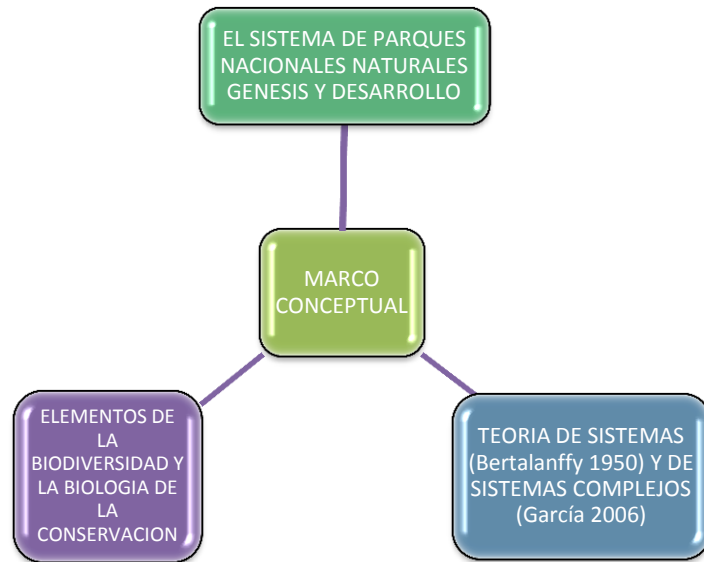 EL SISTEMA DE PARQUES
NACIONALES NATURALES
GENESIS Y DESARROLLO
MARCO
CONCEPTUAL
ELEMENTOS DE
LA
BIODIVERSIDAD Y
LA BIOLOGIA DE
LA
CONSERVACION
TEORIA DE SISTEMAS
(Bertalanffy 1950) Y DE
SISTEMAS COMPLEJOS
(García 2006)